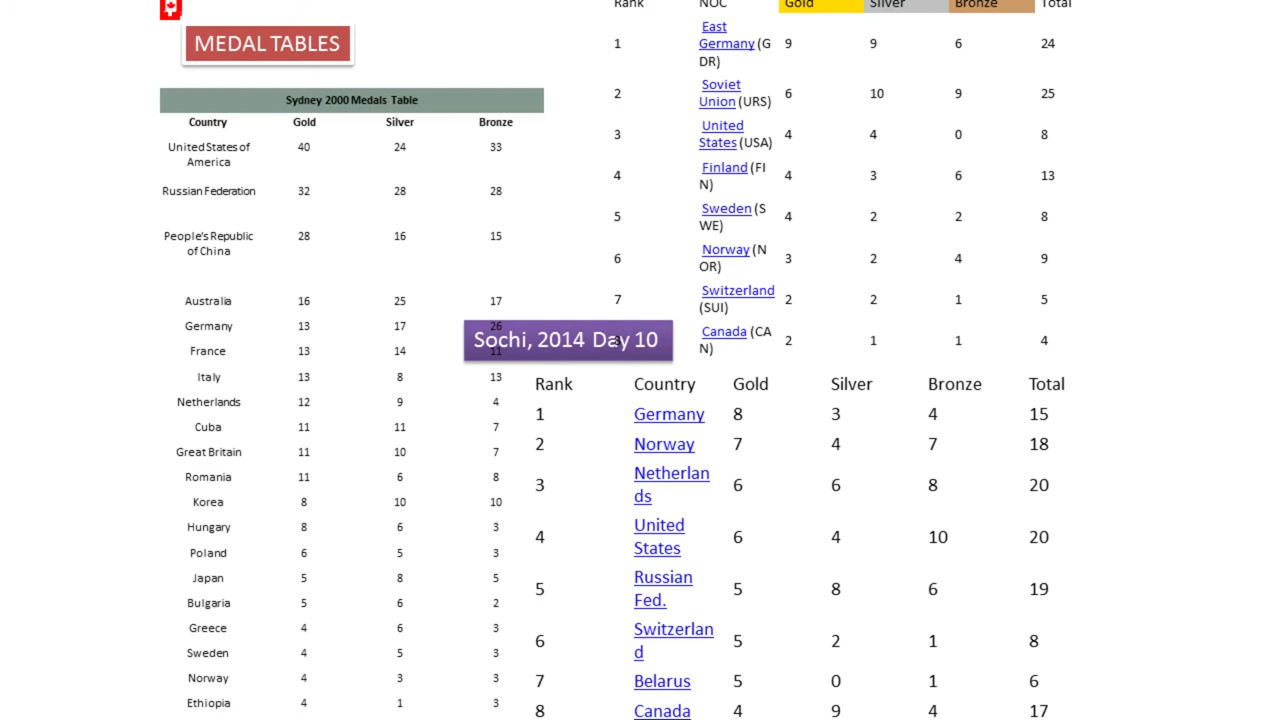 MEDAL TABLES
Sydney 2000 Medals Table
Country Gold Silver Bronze
United States of
America 40 24 33
Russian Federation 32 28 28
People's Republic
of China 28 16 15
Australia 16 25 17
Germany 13 17 26
France 13 14 11
Italy 13 8 13
Netherlands 12 9 4
Cuba 11 11 7
Great Britain 11 10 7
Romania 11 6 8
Korea 8 10 10
Hungary 8 6 3
Poland 6 5 3
Japan 5 8 5
Bulgaria 5 6 2
Greece 4 6 3
Sweden 4 5 3
Norway 4 3 3
Ethiopia 4 1 3
Rank NOC Gold Silver Bronze Total
East
1 Germany (G 9 9 6 24
DR)
Soviet
2 Union (URS) 6 10 9 25
United
3 States (USA) 4 4 0 8
Finland (FI
4 N) 4 3 6 13
Sweden (S
5 WE) 4 2 2 8
Norway (N
6 OR) 3 2 4 9
Switzerland
7 (SUI) 2 2 1 5
Canada (CA
N) 2 1 1 4
Sochi, 2014 Day 10
Rank Country Gold Silver Bronze Total
1 Germany 8 3 4 15
2 Norway 7 4 7 18
Netherlan
3 ds 6 6 8 20
United
4 States 6 4 10 20
Russian
5 Fed. 5 8 6 19
Switzerlan
6 d 5 2 1 8
7 Belarus 5 0 1 6
8 Canada 4 9 4 17